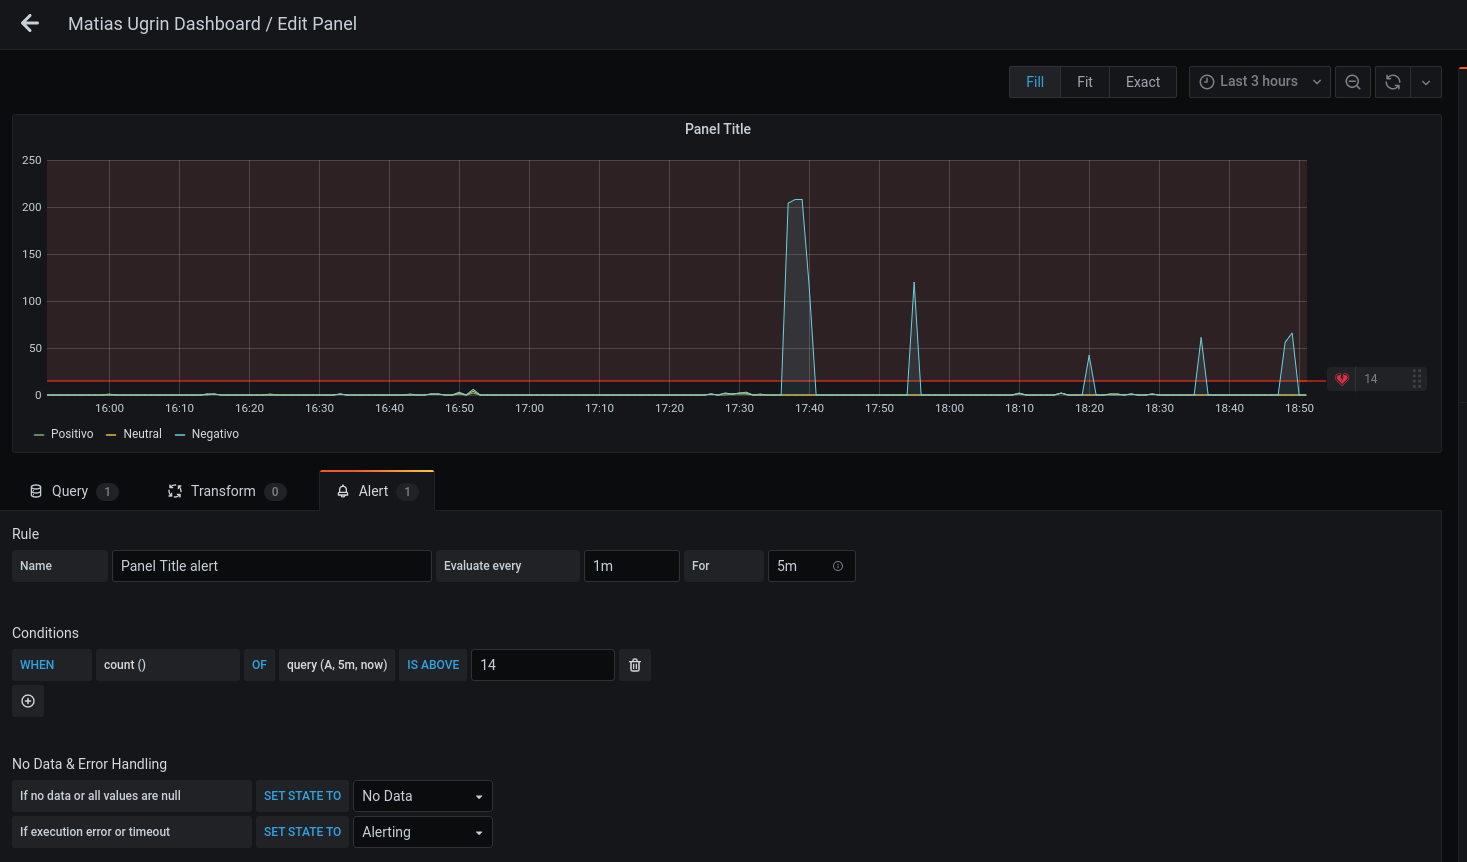 Matias Ugrin Dashboard / Edit Panel
Fill Fit Exact Last 3 hours
Panel Title
250
200
150
100
50
0
14
16:00 16:10 16:20 16:30 16:40 16:50 17:00 17:10 17:20 17:30 17:40 17:50 18:00 18:10 18:20 18:30 18:40 18:50
Positivo Neutral Negativo
Query 1 Transform 0 Alert 1
Rule
Name Panel Title alert Evaluate every 1m For 5m
Conditions
WHEN count () OF query (A, 5m, now) IS ABOVE 14
No Data & Error Handling
If no data or all values are null SET STATE TO No Data
If execution error or timeout SET STATE TO Alerting